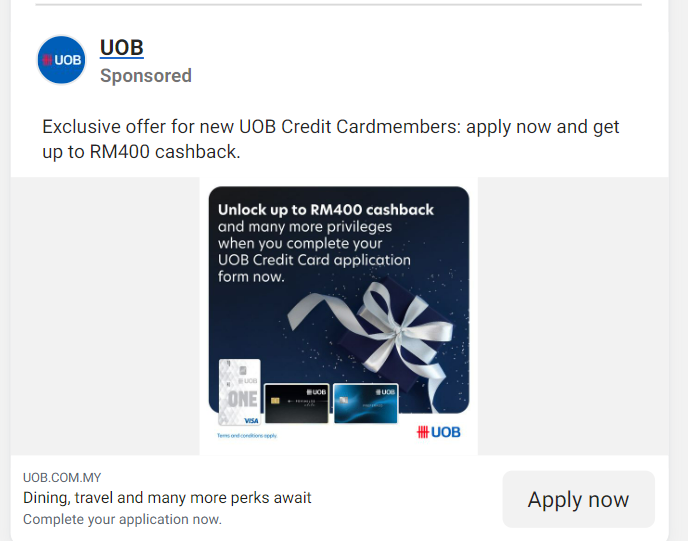 UOB
UOB
Sponsored
Exclusive offer for new UOB Credit Cardmembers: apply now and get
up to RM400 cashback.
Unlock up to RM400 cashback
and many more privileges
when you complete your
UOB Credit Card application
form now.
UOB
ONE
VISA
UOB
UOB
Terms and conditions apply
UOB
UOB.COM.MY
Dining, travel and many more perks await
Complete your application now.
Apply now